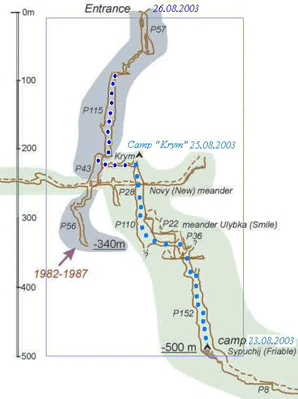 Entrance 26.08.2003
0m
P57
100
P115
Camp "Krym" 25.08.2003
200
P43
Krym
P28
Novy (New) meander
300
P56
P110
P22 meander Ulybka (Smile)
P36
?
-340m
1982-1987
400
P152
camp 23.08.2003
-500 m
Sypuchij (Friable)
500
P8